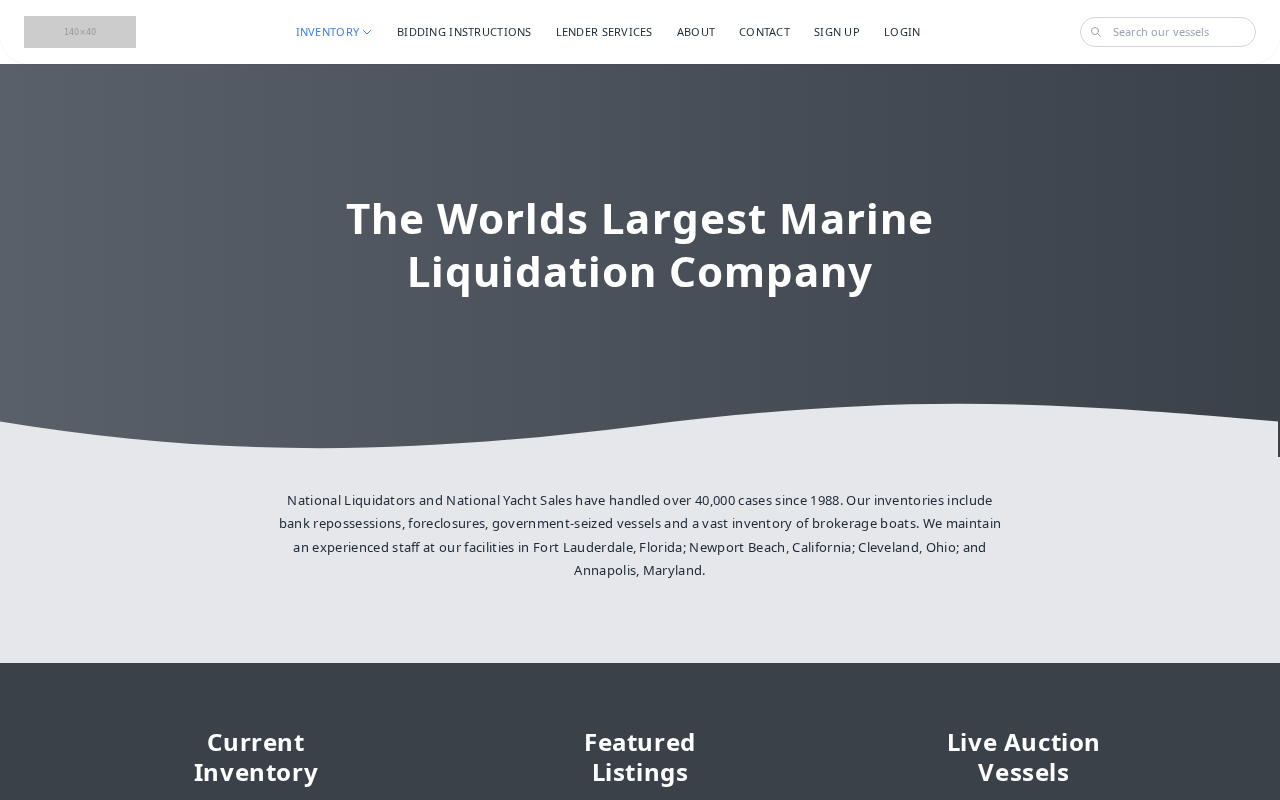 140×40
INVENTORY
BIDDING INSTRUCTIONS
LENDER SERVICES
ABOUT
CONTACT
SIGN UP
LOGIN
Search our vessels
The Worlds Largest Marine
Liquidation Company
National Liquidators and National Yacht Sales have handled over 40,000 cases since 1988. Our inventories include
bank repossessions, foreclosures, government-seized vessels and a vast inventory of brokerage boats. We maintain
an experienced staff at our facilities in Fort Lauderdale, Florida; Newport Beach, California; Cleveland, Ohio; and
Annapolis, Maryland.
Current
Inventory
Featured
Listings
Live Auction
Vessels